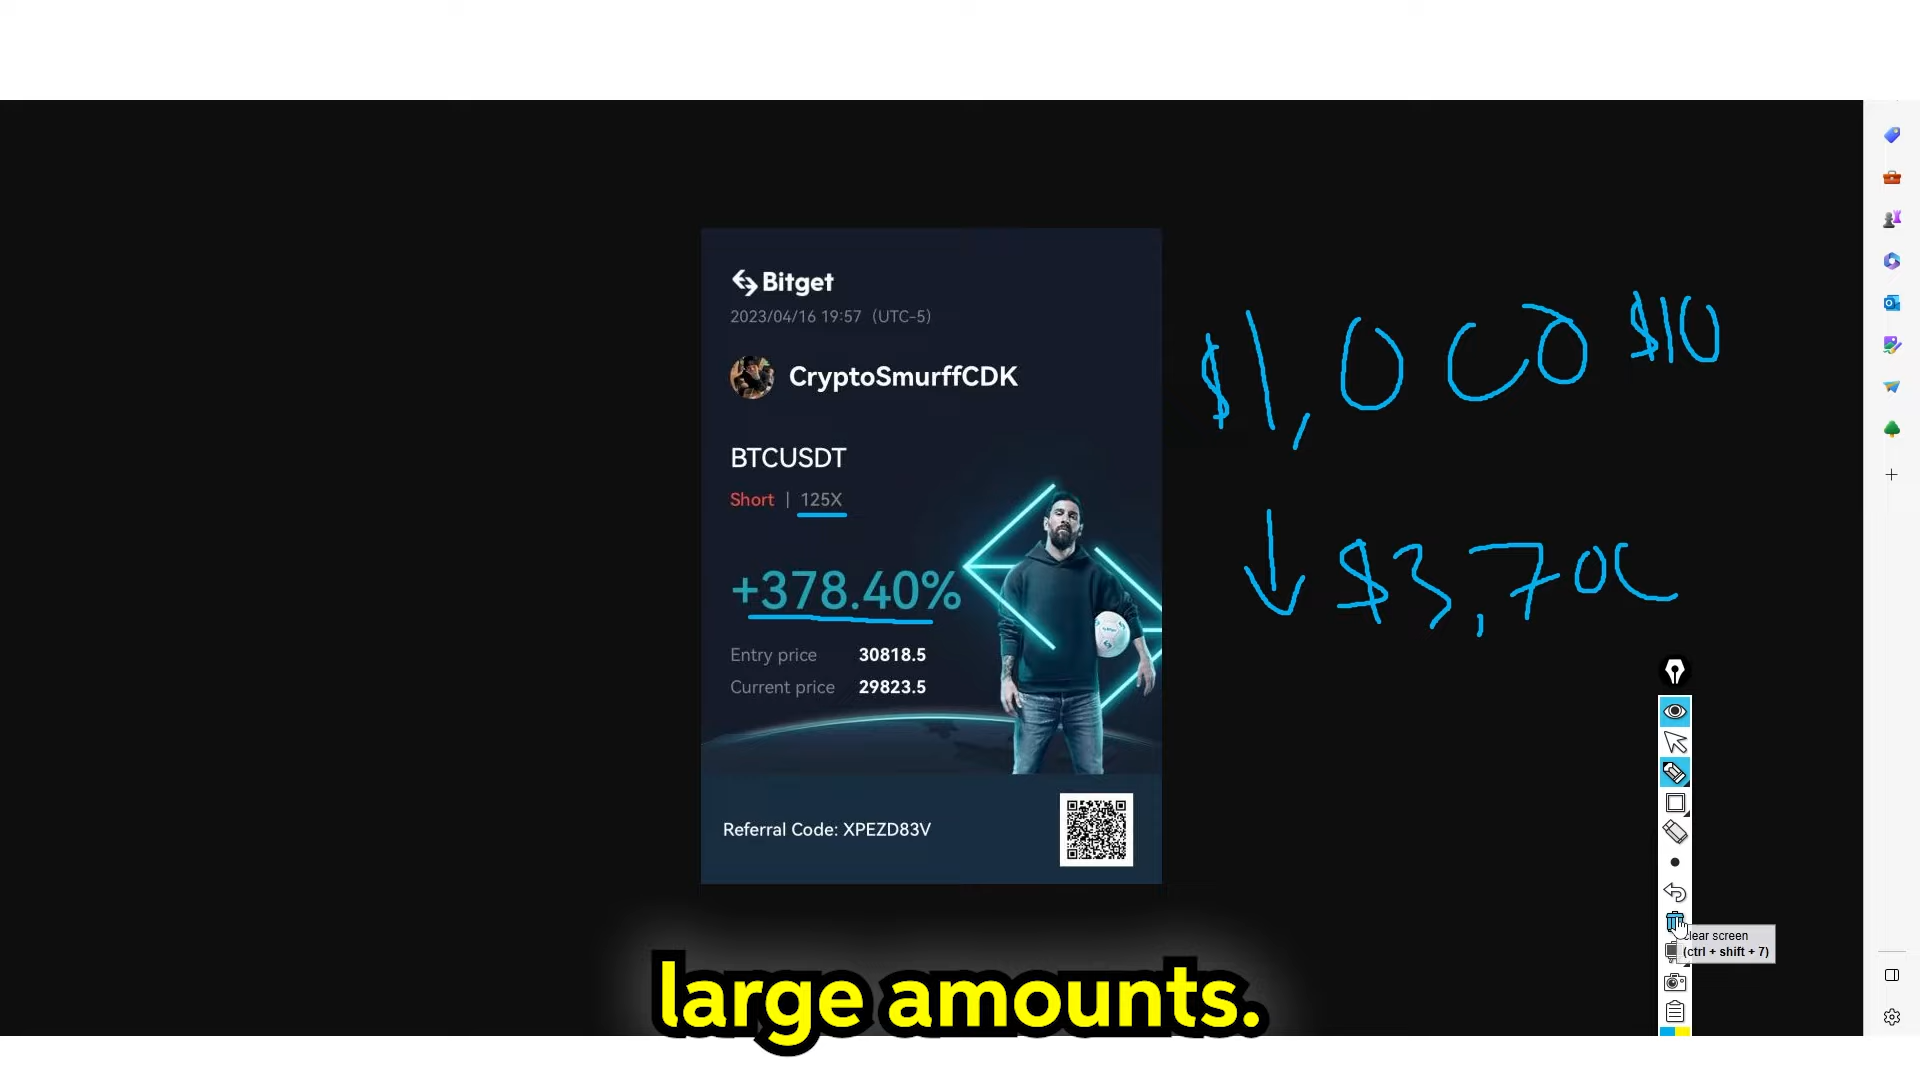 Bitget
2023/04/16 19:57 (UTC-5)
CryptoSmurffCDK
$1,000 $10
BTCUSDT
Short | 125X
↓ $3,700
+378.40%
Entry price 30818.5
Current price 29823.5
Referral Code: XPEZD83V
clear screen
(ctrl + shift + 7)
large amounts.